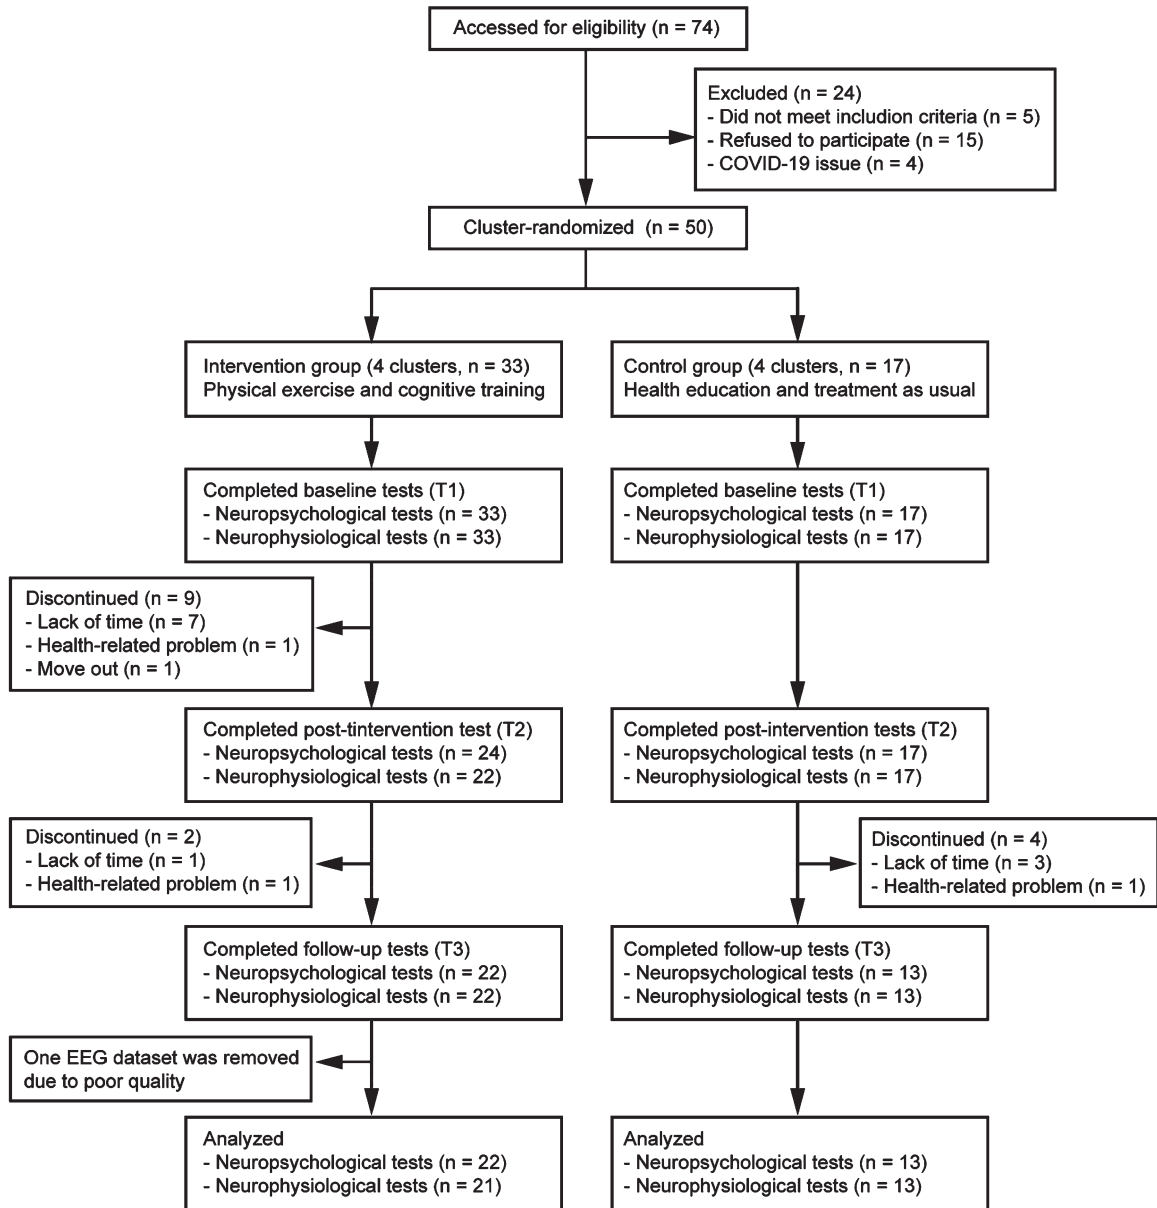 Accessed for eligibility (n = 74)
Excluded (n = 24)
- Did not meet includion criteria (n = 5)
- Refused to participate (n = 15)
- COVID-19 issue (n = 4)
Cluster-randomized (n = 50)
Intervention group (4 clusters, n = 33)
Physical exercise and cognitive training
Control group (4 clusters, n = 17)
Health education and treatment as usual
Completed baseline tests (T1)
- Neuropsychological tests (n = 33)
- Neurophysiological tests (n = 33)
Completed baseline tests (T1)
- Neuropsychological tests (n = 17)
- Neurophysiological tests (n = 17)
Discontinued (n = 9)
- Lack of time (n = 7)
- Health-related problem (n = 1)
- Move out (n = 1)
Completed post-tintervention test (T2)
- Neuropsychological tests (n = 24)
- Neurophysiological tests (n = 22)
Completed post-intervention tests (T2)
- Neuropsychological tests (n = 17)
- Neurophysiological tests (n = 17)
Discontinued (n = 2)
- Lack of time (n = 1)
- Health-related problem (n = 1)
Discontinued (n = 4)
- Lack of time (n = 3)
- Health-related problem (n = 1)
Completed follow-up tests (T3)
- Neuropsychological tests (n = 22)
- Neurophysiological tests (n = 22)
Completed follow-up tests (T3)
- Neuropsychological tests (n = 13)
- Neurophysiological tests (n = 13)
One EEG dataset was removed
due to poor quality
Analyzed
- Neuropsychological tests (n = 22)
- Neurophysiological tests (n = 21)
Analyzed
- Neuropsychological tests (n = 13)
- Neurophysiological tests (n = 13)